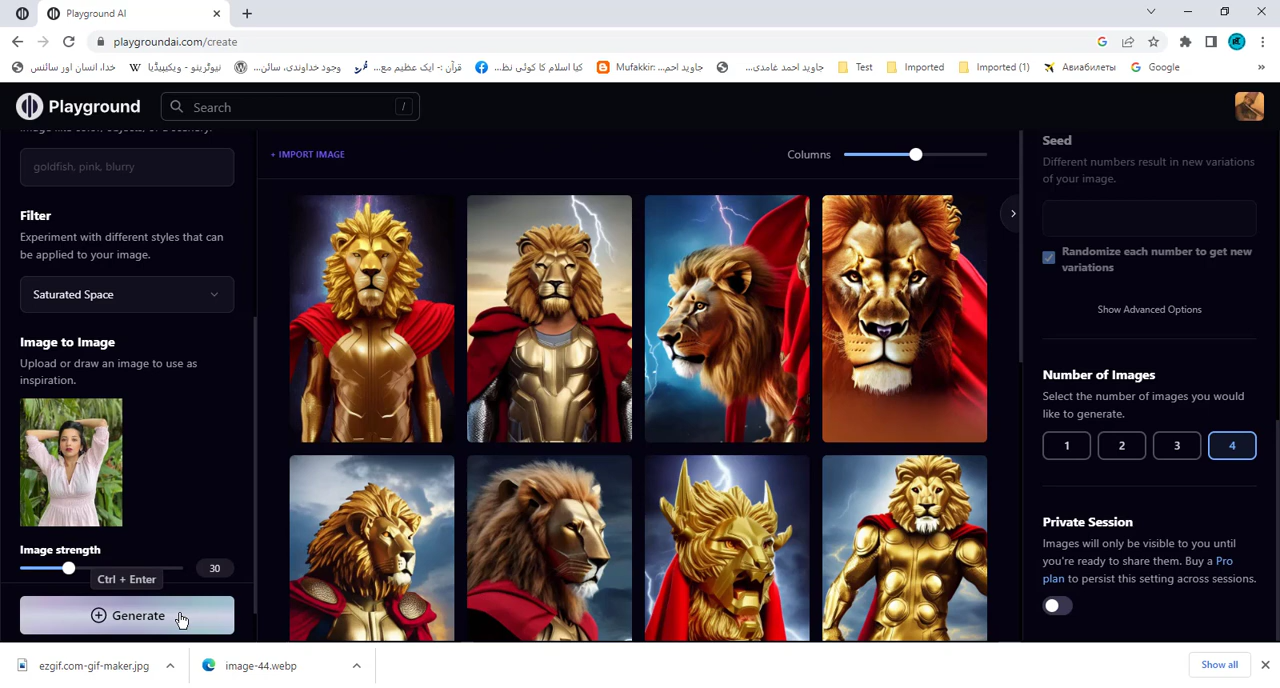 Playground AI
playgroundai.com/create
خدا، انسان اور سائنس
نیوٹرینو - ویکیپیڈیا
وجود خداوندی، سائن...
قرآن :- ایک عظیم مع...
کیا اسلام کا کوئی نظ...
Mufakkir: جاوید احم...
جاوید احمد غامدی...
Test
Imported
Imported (1)
Авиабилеты
Google
»
Playground
Search
/
goldfish, pink, blurry
Filter
Experiment with different styles that can
be applied to your image.
Saturated Space
Image to Image
Upload or draw an image to use as
inspiration.
Image strength
30
Ctrl + Enter
Generate
+ IMPORT IMAGE
Columns
Seed
Different numbers result in new variations
of your image.
Randomize each number to get new
variations
Show Advanced Options
Number of Images
Select the number of images you would
like to generate.
1
2
3
4
Private Session
Images will only be visible to you until
you're ready to share them. Buy a Pro
plan to persist this setting across sessions.
ezgif.com-gif-maker.jpg
image-44.webp
Show all